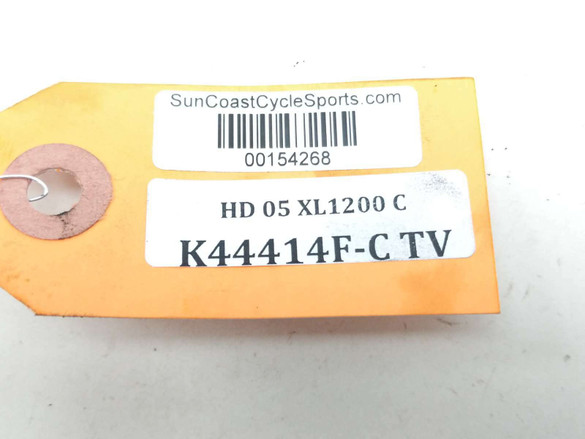 SunCoastCycleSports.com
00154268
HD 05 XL1200 C
K44414F-C TV